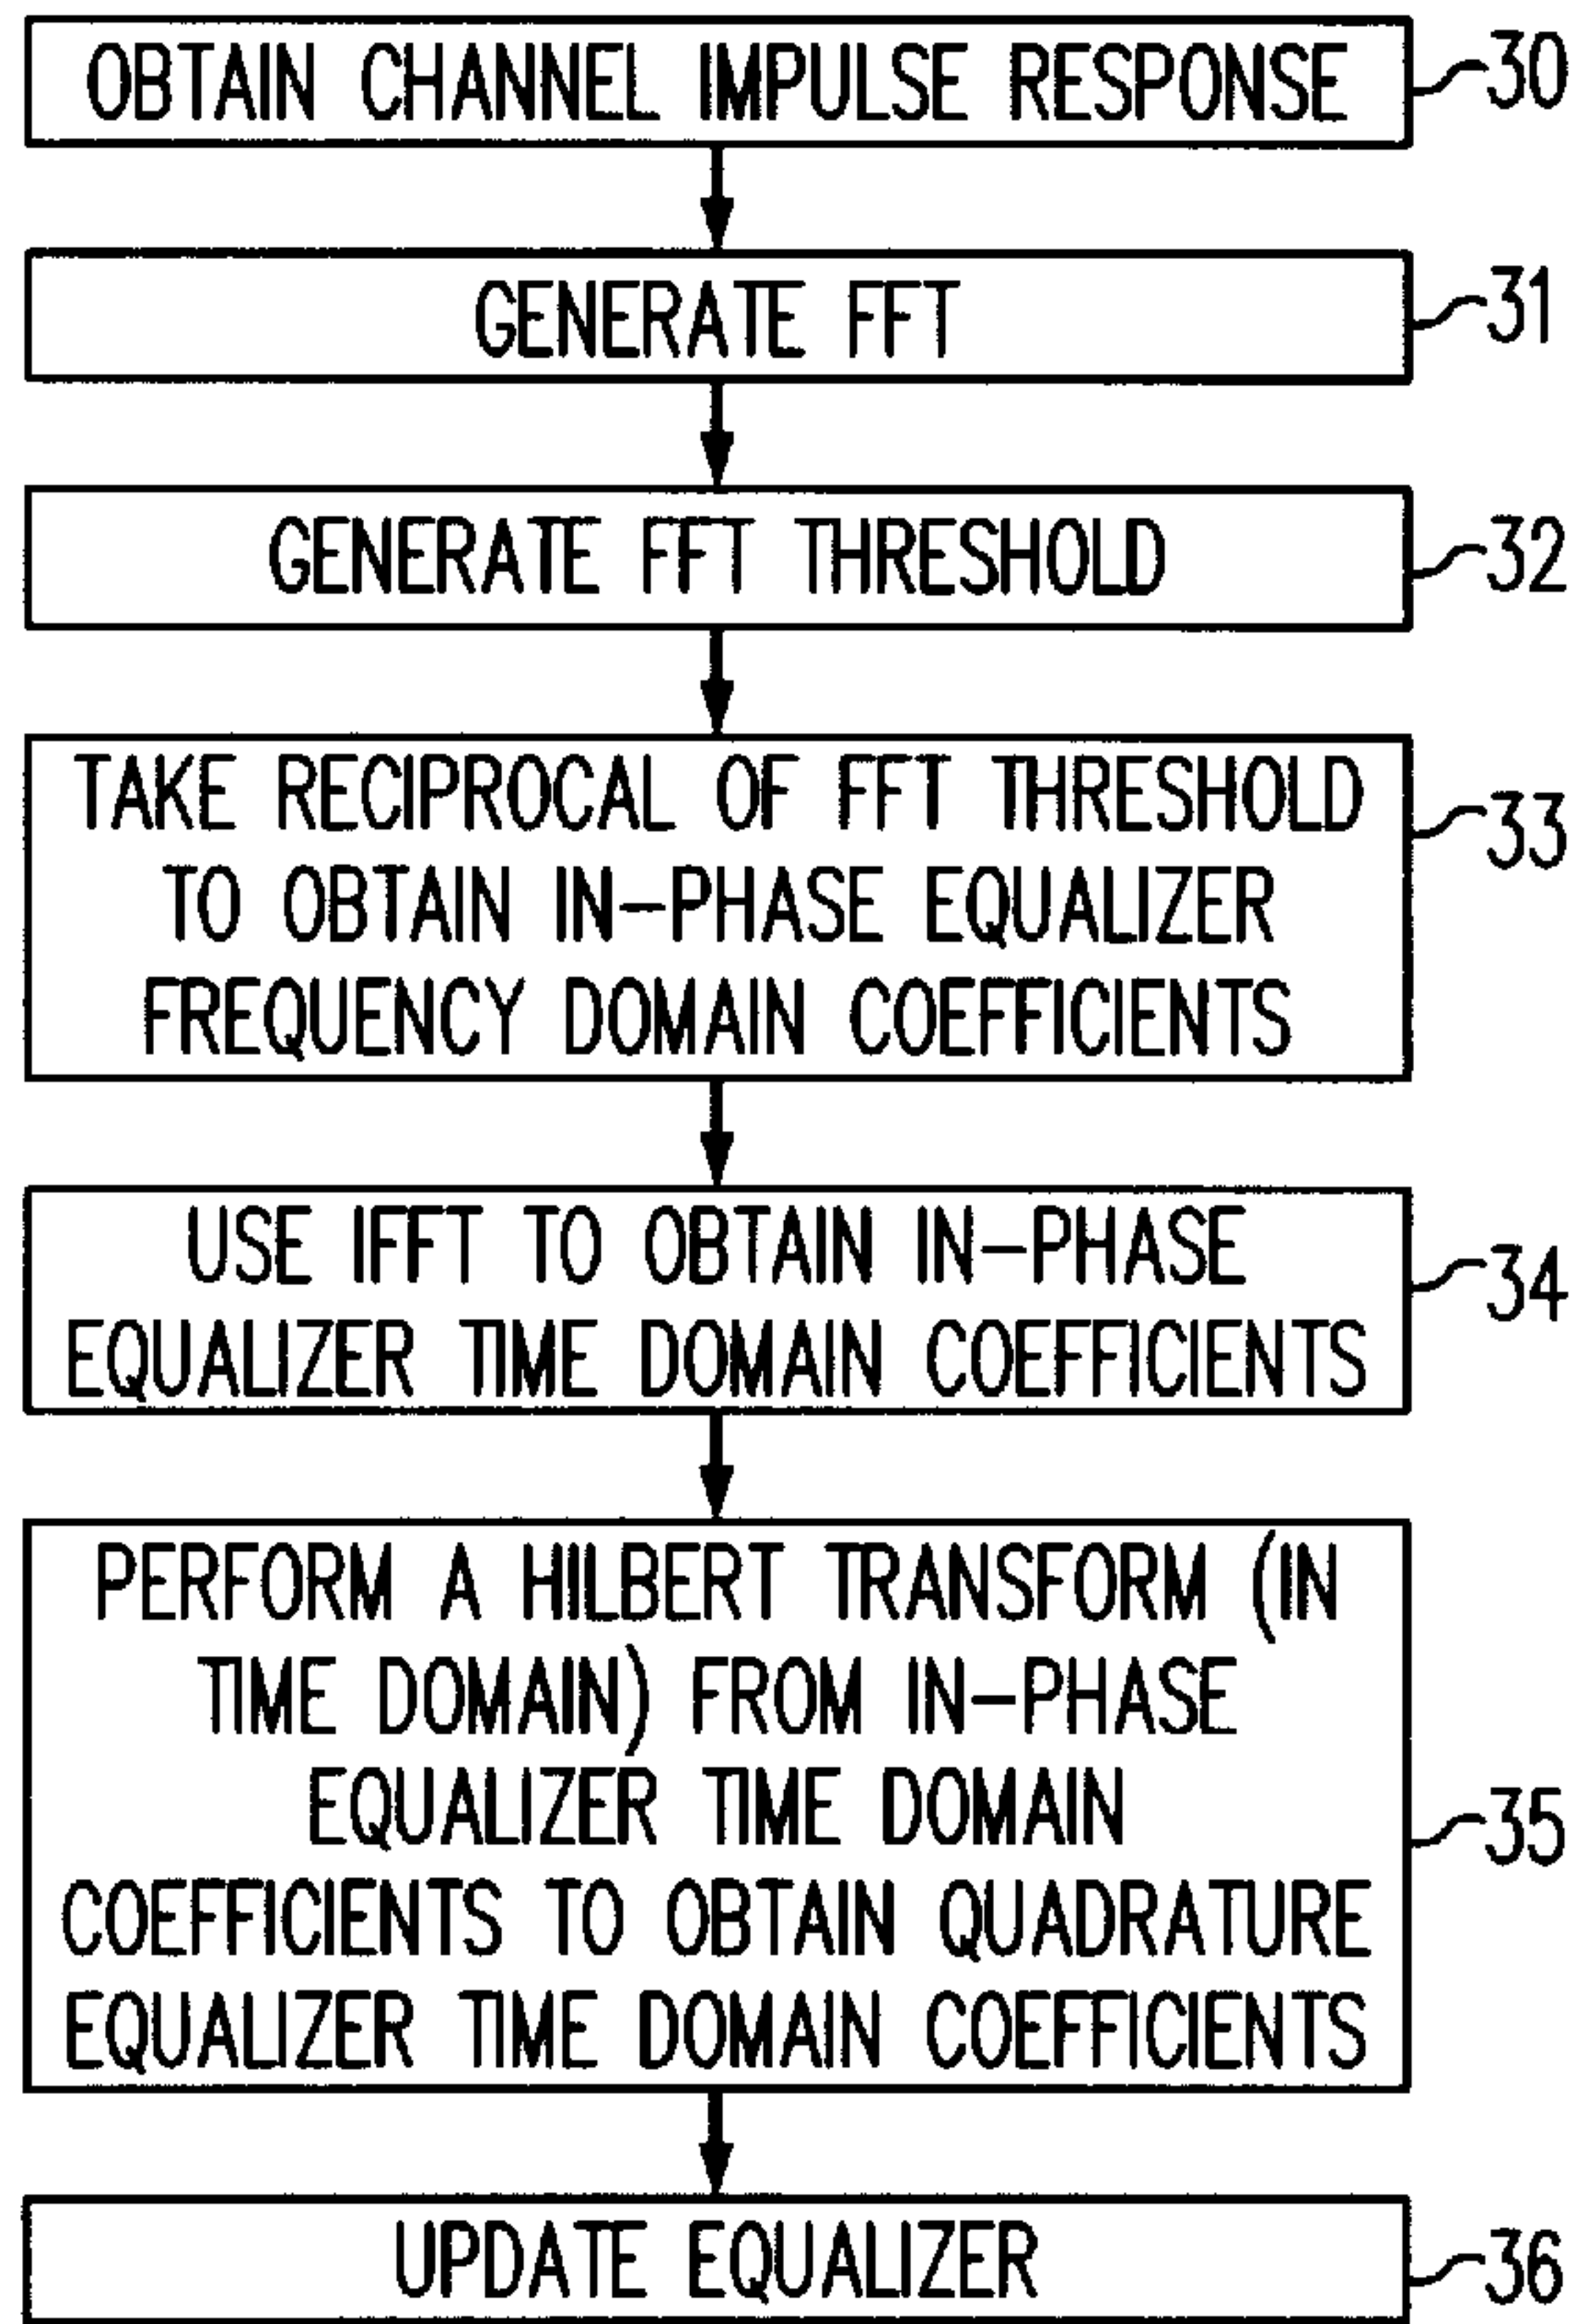 OBTAIN CHANNEL IMPULSE RESPONSE
30
GENERATE FFT
31
GENERATE FFT THRESHOLD
32
TAKE RECIPROCAL OF FFT THRESHOLD
TO OBTAIN IN-PHASE EQUALIZER
FREQUENCY DOMAIN COEFFICIENTS
33
USE IFFT TO OBTAIN IN-PHASE
EQUALIZER TIME DOMAIN COEFFICIENTS
34
PERFORM A HILBERT TRANSFORM (IN
TIME DOMAIN) FROM IN-PHASE
EQUALIZER TIME DOMAIN
COEFFICIENTS TO OBTAIN QUADRATURE
EQUALIZER TIME DOMAIN COEFFICIENTS
35
UPDATE EQUALIZER
36